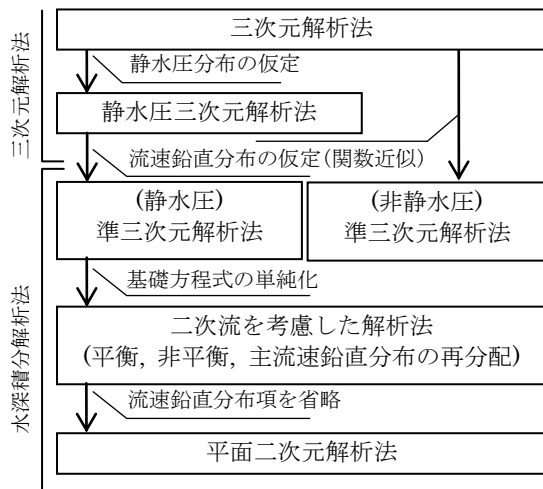 三次元解析法
静水圧分布の仮定
静水圧三次元解析法
流速鉛直分布の仮定(関数近似)
(静水圧)
準三次元解析法
(非静水圧)
準三次元解析法
基礎方程式の単純化
二次流を考慮した解析法
(平衡, 非平衡, 主流速鉛直分布の再分配)
流速鉛直分布項を省略
平面二次元解析法
三次元解析法
水深積分解析法